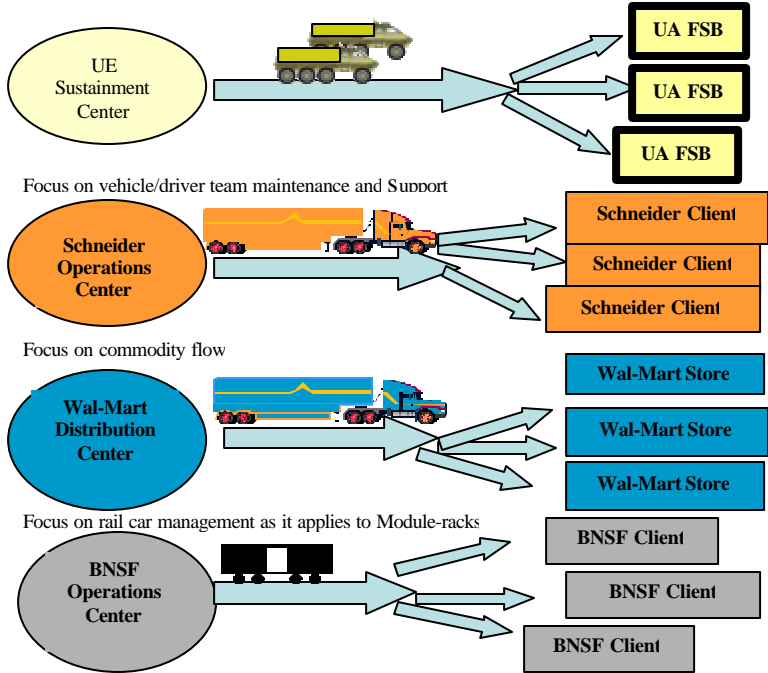 UE
Sustainment
Center
UA FSB
UA FSB
UA FSB
Focus on vehicle/driver team maintenance and Support
Schneider
Operations
Center
Schneider Client
Schneider Client
Schneider Client
Focus on commodity flow
Wal-Mart
Distribution
Center
Wal-Mart Store
Wal-Mart Store
Wal-Mart Store
Focus on rail car management as it applies to Module-racks
BNSF
Operations
Center
BNSF Client
BNSF Client
BNSF Client